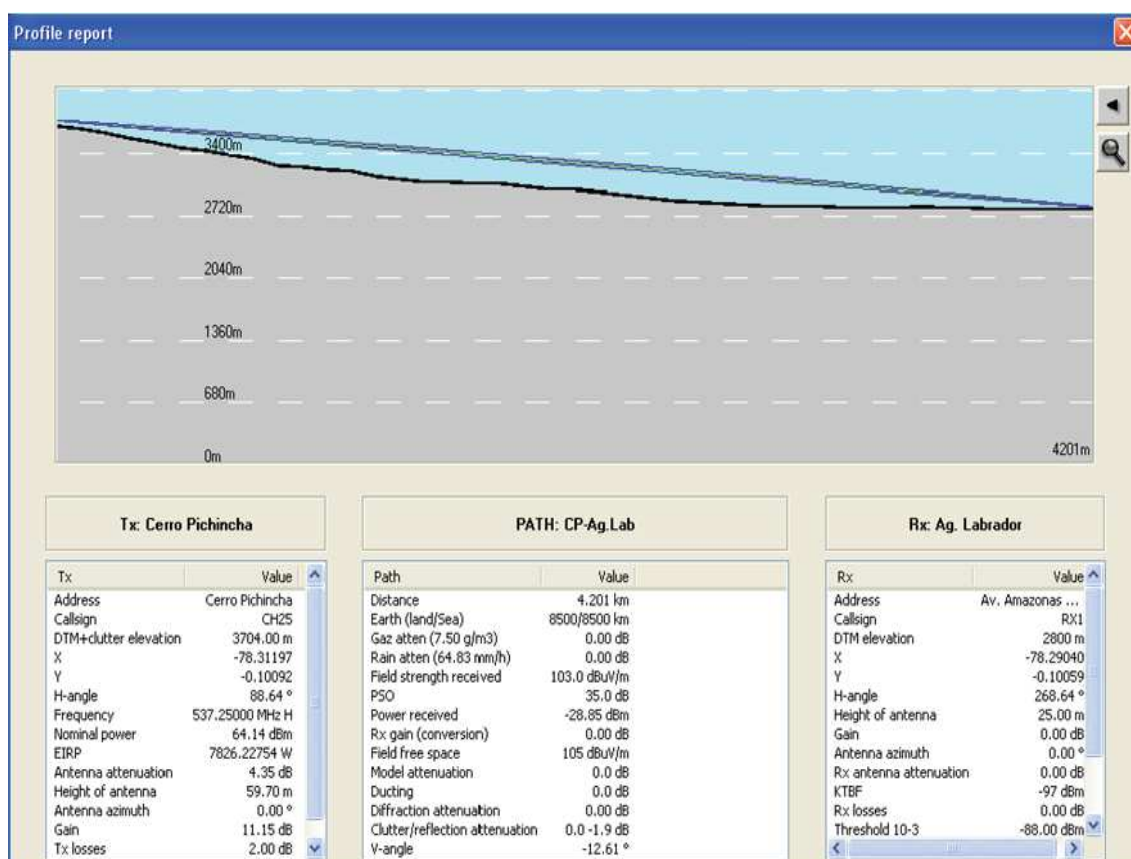 Profile report
3400m
2720m
2040m
1360m
680m
0m
4201m
Tx: Cerro Pichincha
PATH: CP-Ag.Lab
Rx: Ag. Labrador
Tx Value
Address Cerro Pichincha
Callsign CH25
DTM+clutter elevation 3704.00 m
X -78.31197
Y -0.10092
H-angle 88.64 °
Frequency 537.25000 MHz H
Nominal power 64.14 dBm
EIRP 7826.22754 W
Antenna attenuation 4.35 dB
Height of antenna 59.70 m
Antenna azimuth 0.00 °
Gain 11.15 dB
Tx losses 2.00 dB
Path Value
Distance 4.201 km
Earth (land/Sea) 8500/8500 km
Gaz atten (7.50 g/m3) 0.00 dB
Rain atten (64.83 mm/h) 0.00 dB
Field strength received 103.0 dBuV/m
PSO 35.0 dB
Power received -28.85 dBm
Rx gain (conversion) 0.00 dB
Field free space 105 dBuV/m
Model attenuation 0.0 dB
Ducting 0.0 dB
Diffraction attenuation 0.00 dB
Clutter/reflection attenuation 0.0 -1.9 dB
V-angle -12.61 °
Rx Value
Address Av. Amazonas ...
Callsign RX1
DTM elevation 2800 m
X -78.29040
Y -0.10059
H-angle 268.64 °
Height of antenna 25.00 m
Gain 0.00 dB
Antenna azimuth 0.00 °
Rx antenna attenuation 0.00 dB
KTBF -97 dBm
Rx losses 0.00 dB
Threshold 10-3 -88.00 dBm